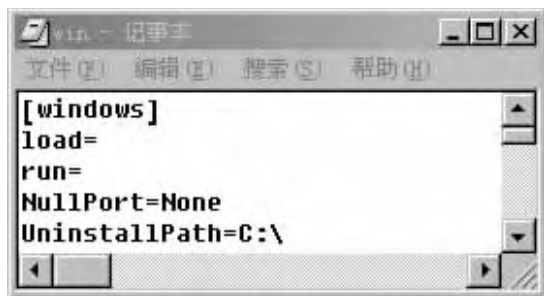 win - 记事本
文件(F) 编辑(E) 搜索(S) 帮助(H)
[windows]
load=
run=
NullPort=None
UninstallPath=C:\